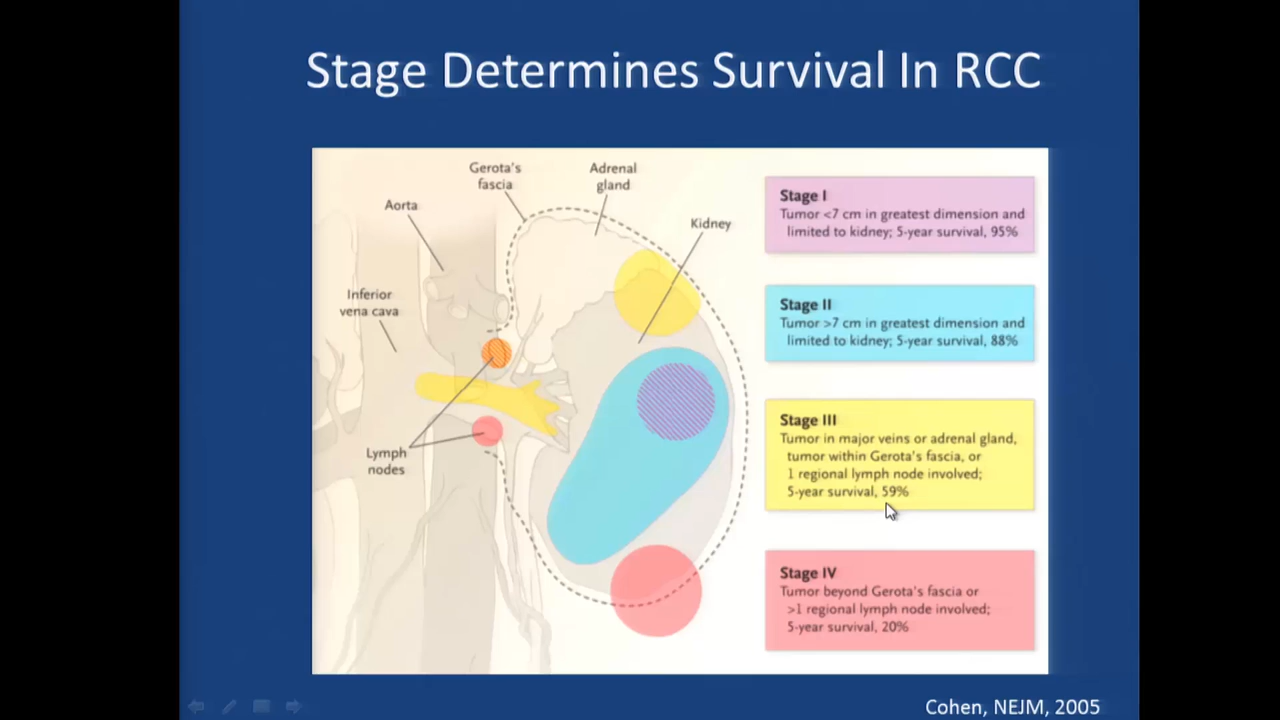 Stage Determines Survival In RCC
Gerota's
fascia
Adrenal
gland
Aorta
Kidney
Inferior
vena cava
Lymph
nodes
Stage I
Tumor <7 cm in greatest dimension and
limited to kidney; 5-year survival, 95%
Stage II
Tumor >7 cm in greatest dimension and
limited to kidney; 5-year survival, 88%
Stage III
Tumor in major veins or adrenal gland,
tumor within Gerota's fascia, or
1 regional lymph node involved;
5-year survival, 59%
Stage IV
Tumor beyond Gerota's fascia or
>1 regional lymph node involved;
5-year survival, 20%
Cohen, NEJM, 2005